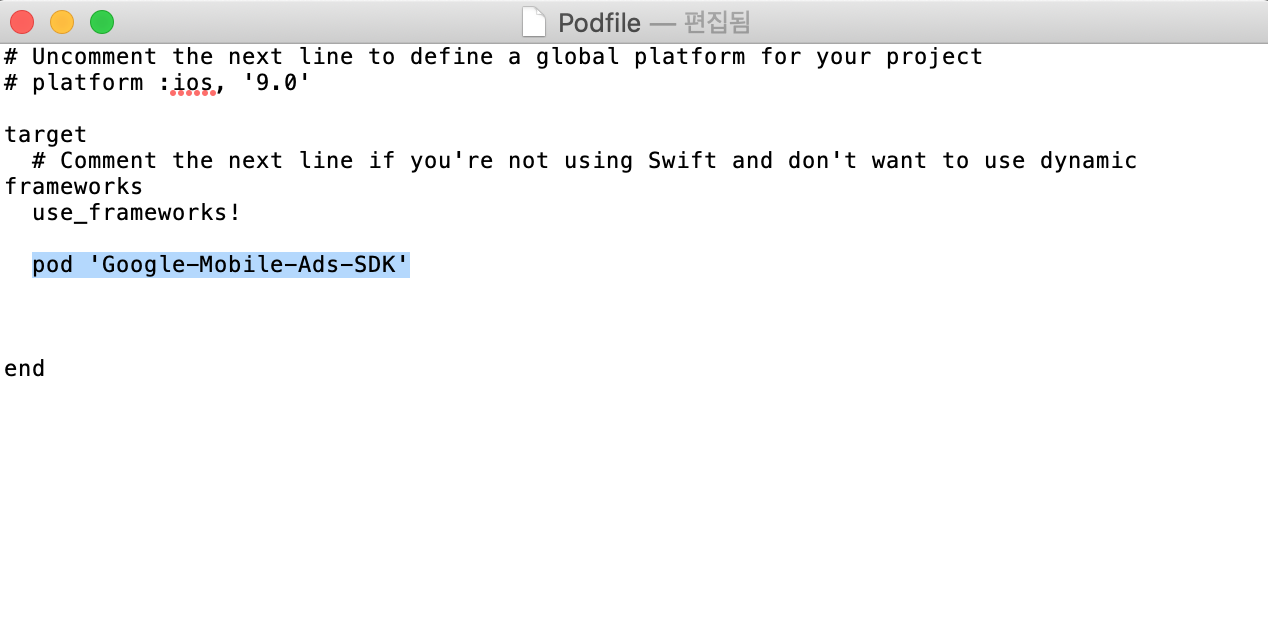 Podfile — 편집됨
# Uncomment the next line to define a global platform for your project
# platform :ios, '9.0'
target
# Comment the next line if you're not using Swift and don't want to use dynamic
frameworks
use_frameworks!
pod 'Google-Mobile-Ads-SDK'
end